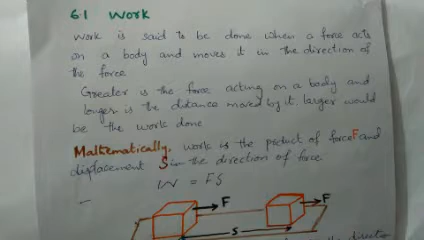 6.1 Work
Work is said to be done when a force acts
on a body and moves it in the direction of
the force
Greater is the force acting on a body and
longer is the distance moved by it larger would
be the work done
Mathematically, work is the product of force F and
displacement S in the direction of force
W = FS
F
F
S
the direction